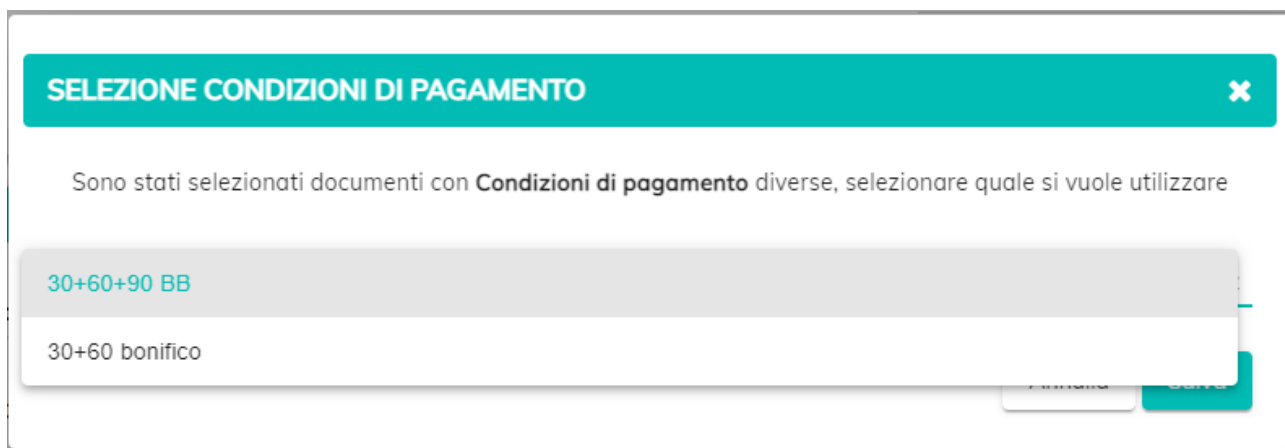 SELEZIONE CONDIZIONI DI PAGAMENTO
Sono stati selezionati documenti con Condizioni di pagamento diverse, selezionare quale si vuole utilizzare
30+60+90 BB
30+60 bonifico